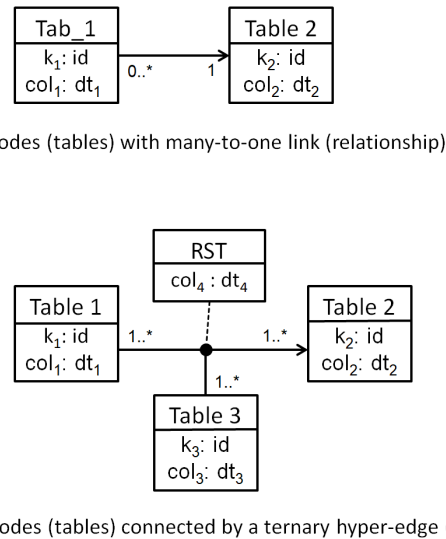 Tab_1
k₁: id
col₁: dt₁
0..*
1
Table 2
k₂: id
col₂: dt₂
odes (tables) with many-to-one link (relationship)
RST
col₄ : dt₄
Table 1
k₁: id
col₁: dt₁
1..*
1..*
Table 2
k₂: id
col₂: dt₂
1..*
Table 3
k₃: id
col₃: dt₃
odes (tables) connected by a ternary hyper-edge